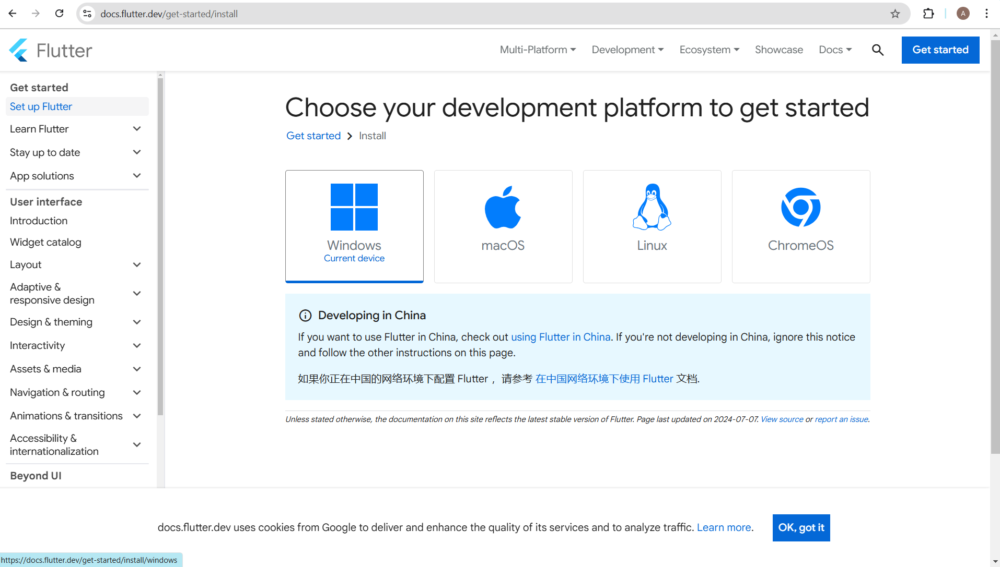 docs.flutter.dev/get-started/install
A
Flutter
Multi-Platform
Development
Ecosystem
Showcase
Docs
Get started
Get started
Set up Flutter
Learn Flutter
Stay up to date
App solutions
User interface
Introduction
Widget catalog
Layout
Adaptive &
responsive design
Design & theming
Interactivity
Assets & media
Navigation & routing
Animations & transitions
Accessibility &
internationalization
Beyond UI
Choose your development platform to get started
Get started
Install
Windows
Current device
macOS
Linux
ChromeOS
Developing in China
If you want to use Flutter in China, check out using Flutter in China. If you're not developing in China, ignore this notice
and follow the other instructions on this page.
如果你正在中国的网络环境下配置 Flutter，请参考 在中国网络环境下使用 Flutter 文档.
Unless stated otherwise, the documentation on this site reflects the latest stable version of Flutter. Page last updated on 2024-07-07. View source or report an issue.
docs.flutter.dev uses cookies from Google to deliver and enhance the quality of its services and to analyze traffic. Learn more.
OK, got it
https://docs.flutter.dev/get-started/install/windows